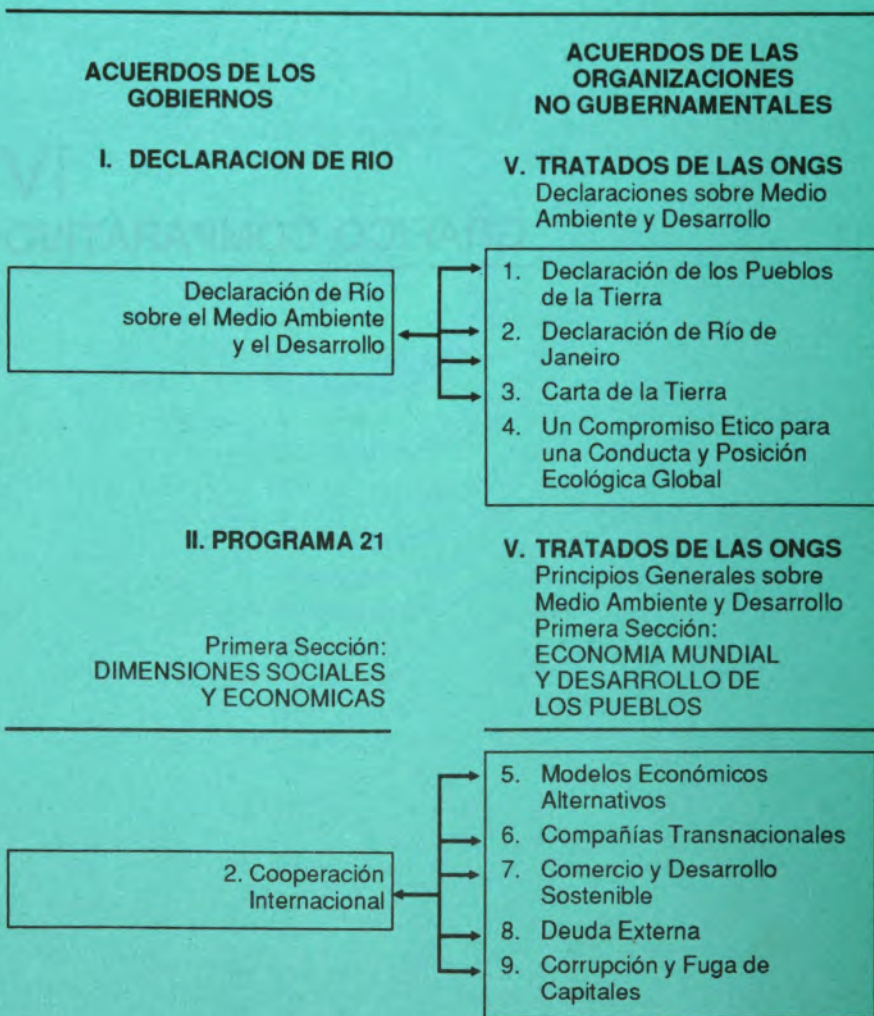 ACUERDOS DE LOS
GOBIERNOS
ACUERDOS DE LAS
ORGANIZACIONES
NO GUBERNAMENTALES
I. DECLARACION DE RIO
V. TRATADOS DE LAS ONGS
Declaraciones sobre Medio
Ambiente y Desarrollo
Declaración de Río
sobre el Medio Ambiente
y el Desarrollo
1. Declaración de los Pueblos
de la Tierra
2. Declaración de Río de
Janeiro
3. Carta de la Tierra
4. Un Compromiso Etico para
una Conducta y Posición
Ecológica Global
II. PROGRAMA 21
Primera Sección:
DIMENSIONES SOCIALES
Y ECONOMICAS
V. TRATADOS DE LAS ONGS
Principios Generales sobre
Medio Ambiente y Desarrollo
Primera Sección:
ECONOMIA MUNDIAL
Y DESARROLLO DE
LOS PUEBLOS
2. Cooperación
Internacional
5. Modelos Económicos
Alternativos
6. Compañías Transnacionales
7. Comercio y Desarrollo
Sostenible
8. Deuda Externa
9. Corrupción y Fuga de
Capitales